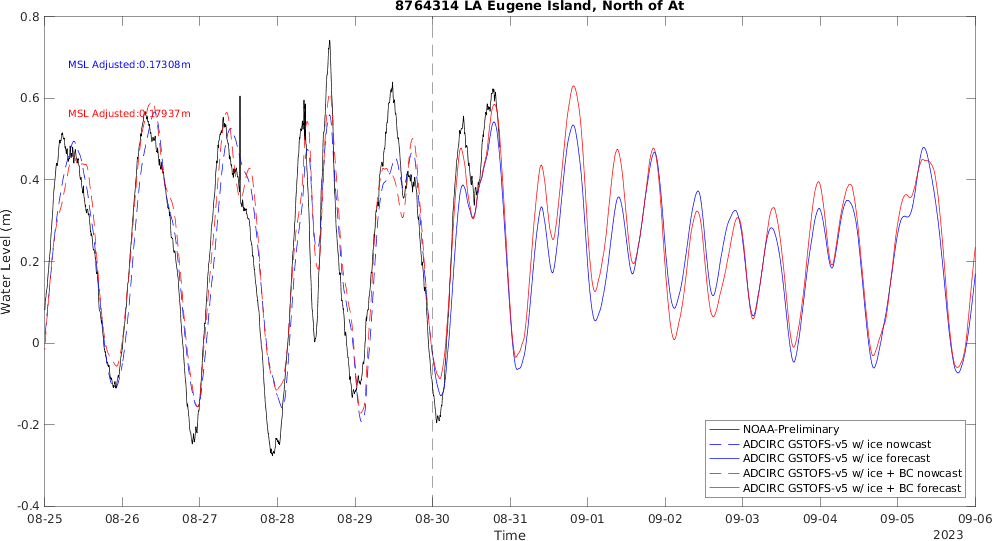 8764314 LA Eugene Island, North of At
MSL Adjusted:0.17308m
MSL Adjusted:0.17937m
Water Level (m)
0.8
0.6
0.4
0.2
0
-0.2
-0.4
NOAA-Preliminary
ADCIRC GSTOFS-v5 w/ ice nowcast
ADCIRC GSTOFS-v5 w/ ice forecast
ADCIRC GSTOFS-v5 w/ ice + BC nowcast
ADCIRC GSTOFS-v5 w/ ice + BC forecast
08-25 08-26 08-27 08-28 08-29 08-30 08-31 09-01 09-02 09-03 09-04 09-05 09-06
Time
2023